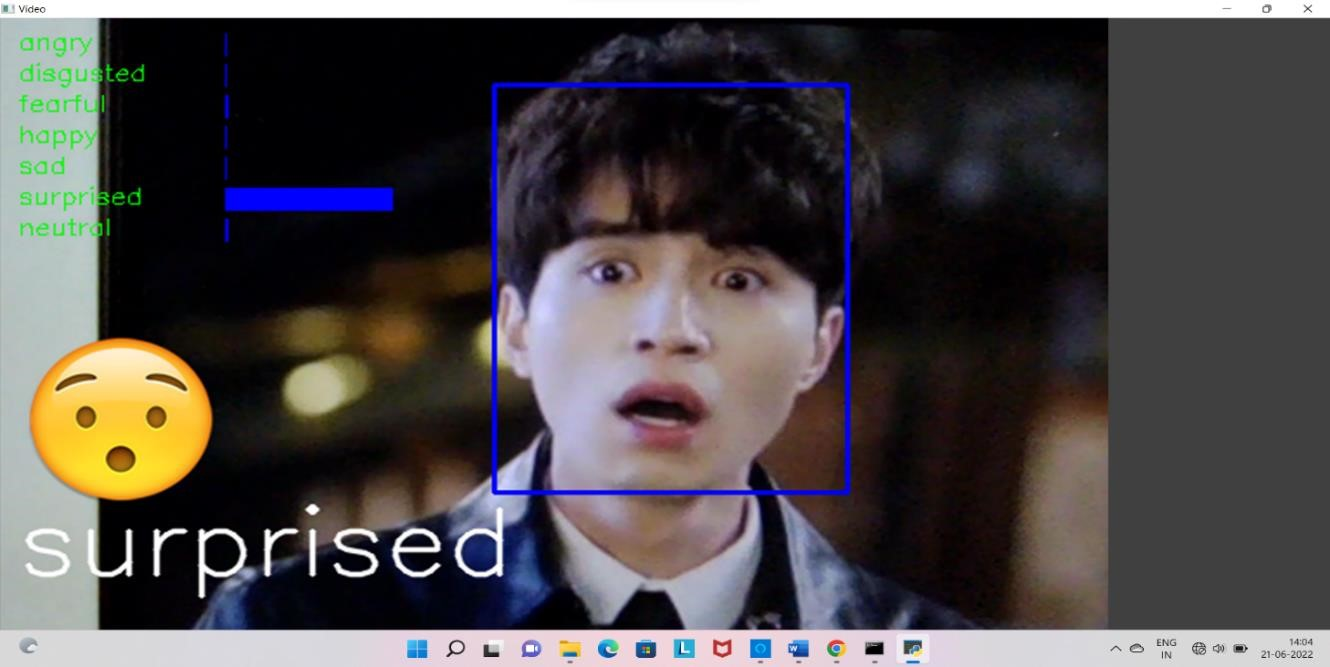 Video
angry
disgusted
fearful
happy
sad
surprised
neutral
surprised
ENG
IN
14:04
21-06-2022